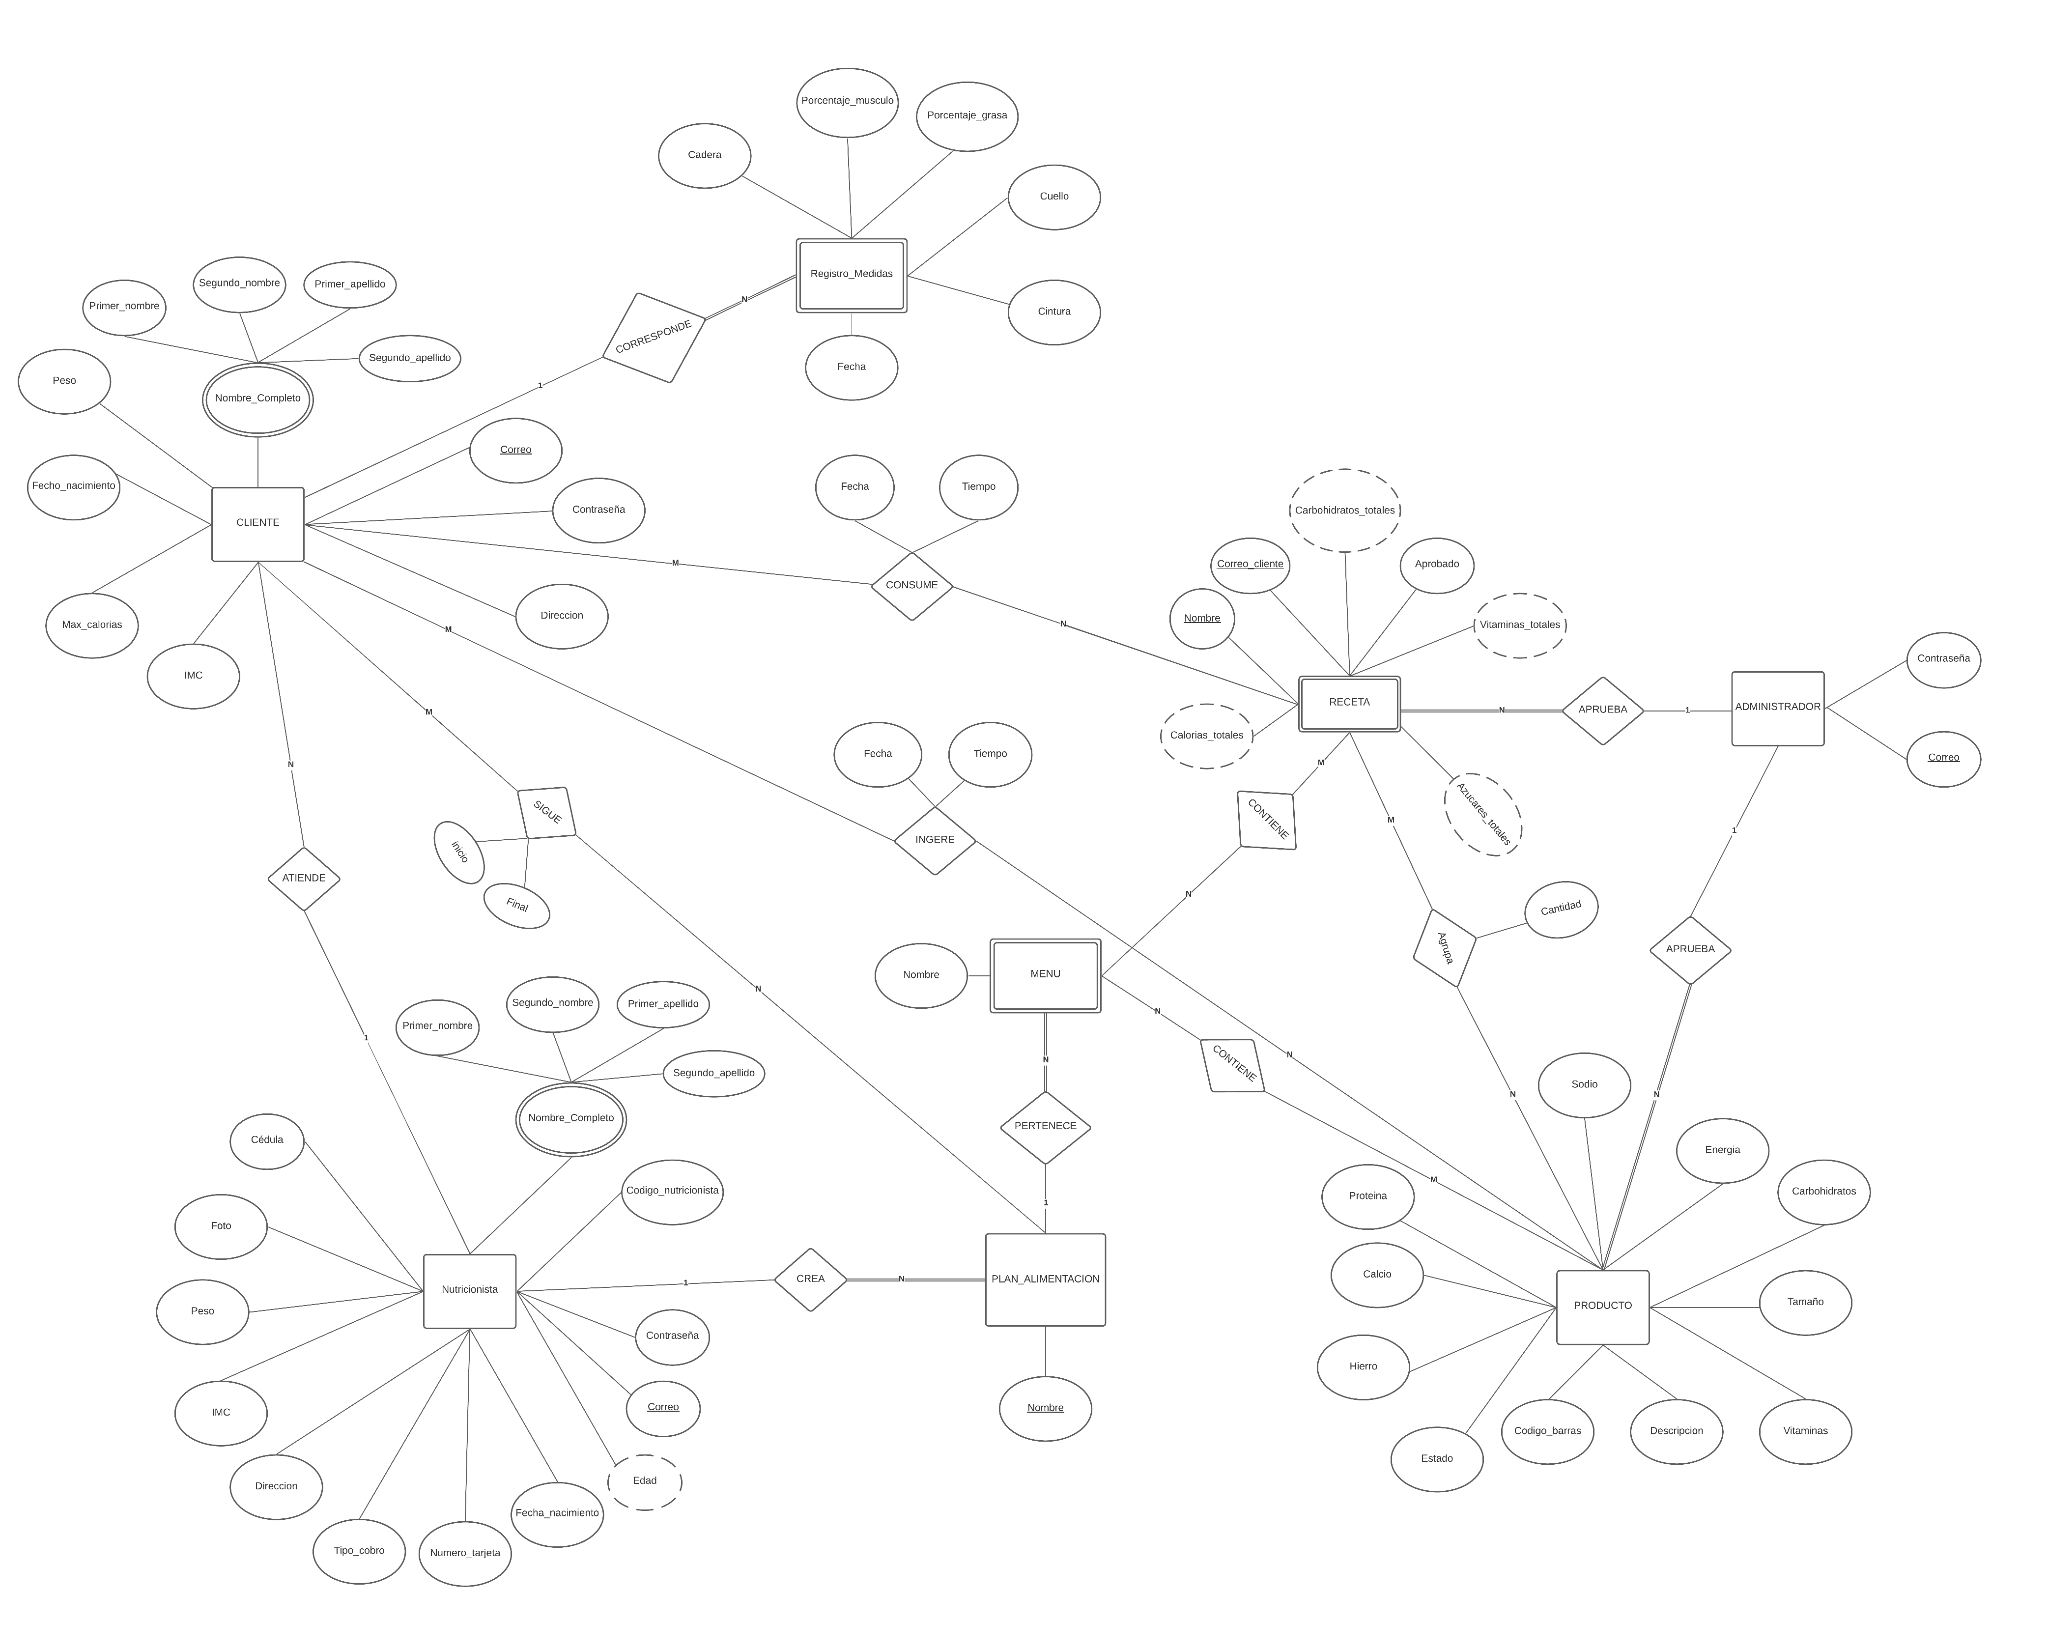 Porcentaje_musculo
Porcentaje_grasa
Cadera
Cuello
Registro_Medidas
Cintura
Fecha
N
CORRESPONDE
1
Segundo_nombre
Primer_apellido
Primer_nombre
Segundo_apellido
Nombre_Completo
Peso
Fecho_nacimiento
CLIENTE
Correo
Contraseña
Direccion
Max_calorias
IMC
M
Fecha
Tiempo
CONSUME
N
Carbohidratos_totales
Correo_cliente
Aprobado
Nombre
Vitaminas_totales
RECETA
Calorias_totales
Azucares_totales
N
APRUEBA
1
ADMINISTRADOR
Contraseña
Correo
M
M
N
SIGUE
inicio
Final
ATIENDE
1
N
Fecha
Tiempo
INGERE
N
M
CONTIENE
N
M
Agrupa
Cantidad
N
1
APRUEBA
N
Nombre
MENU
N
CONTIENE
M
N
PERTENECE
1
Segundo_nombre
Primer_apellido
Primer_nombre
Segundo_apellido
Nombre_Completo
Cédula
Codigo_nutricionista
Foto
Nutricionista
1
CREA
N
PLAN_ALIMENTACION
Nombre
Peso
Contraseña
IMC
Correo
Direccion
Edad
Fecha_nacimiento
Tipo_cobro
Numero_tarjeta
Sodio
Energia
Proteina
Carbohidratos
Calcio
PRODUCTO
Tamaño
Hierro
Estado
Codigo_barras
Descripcion
Vitaminas